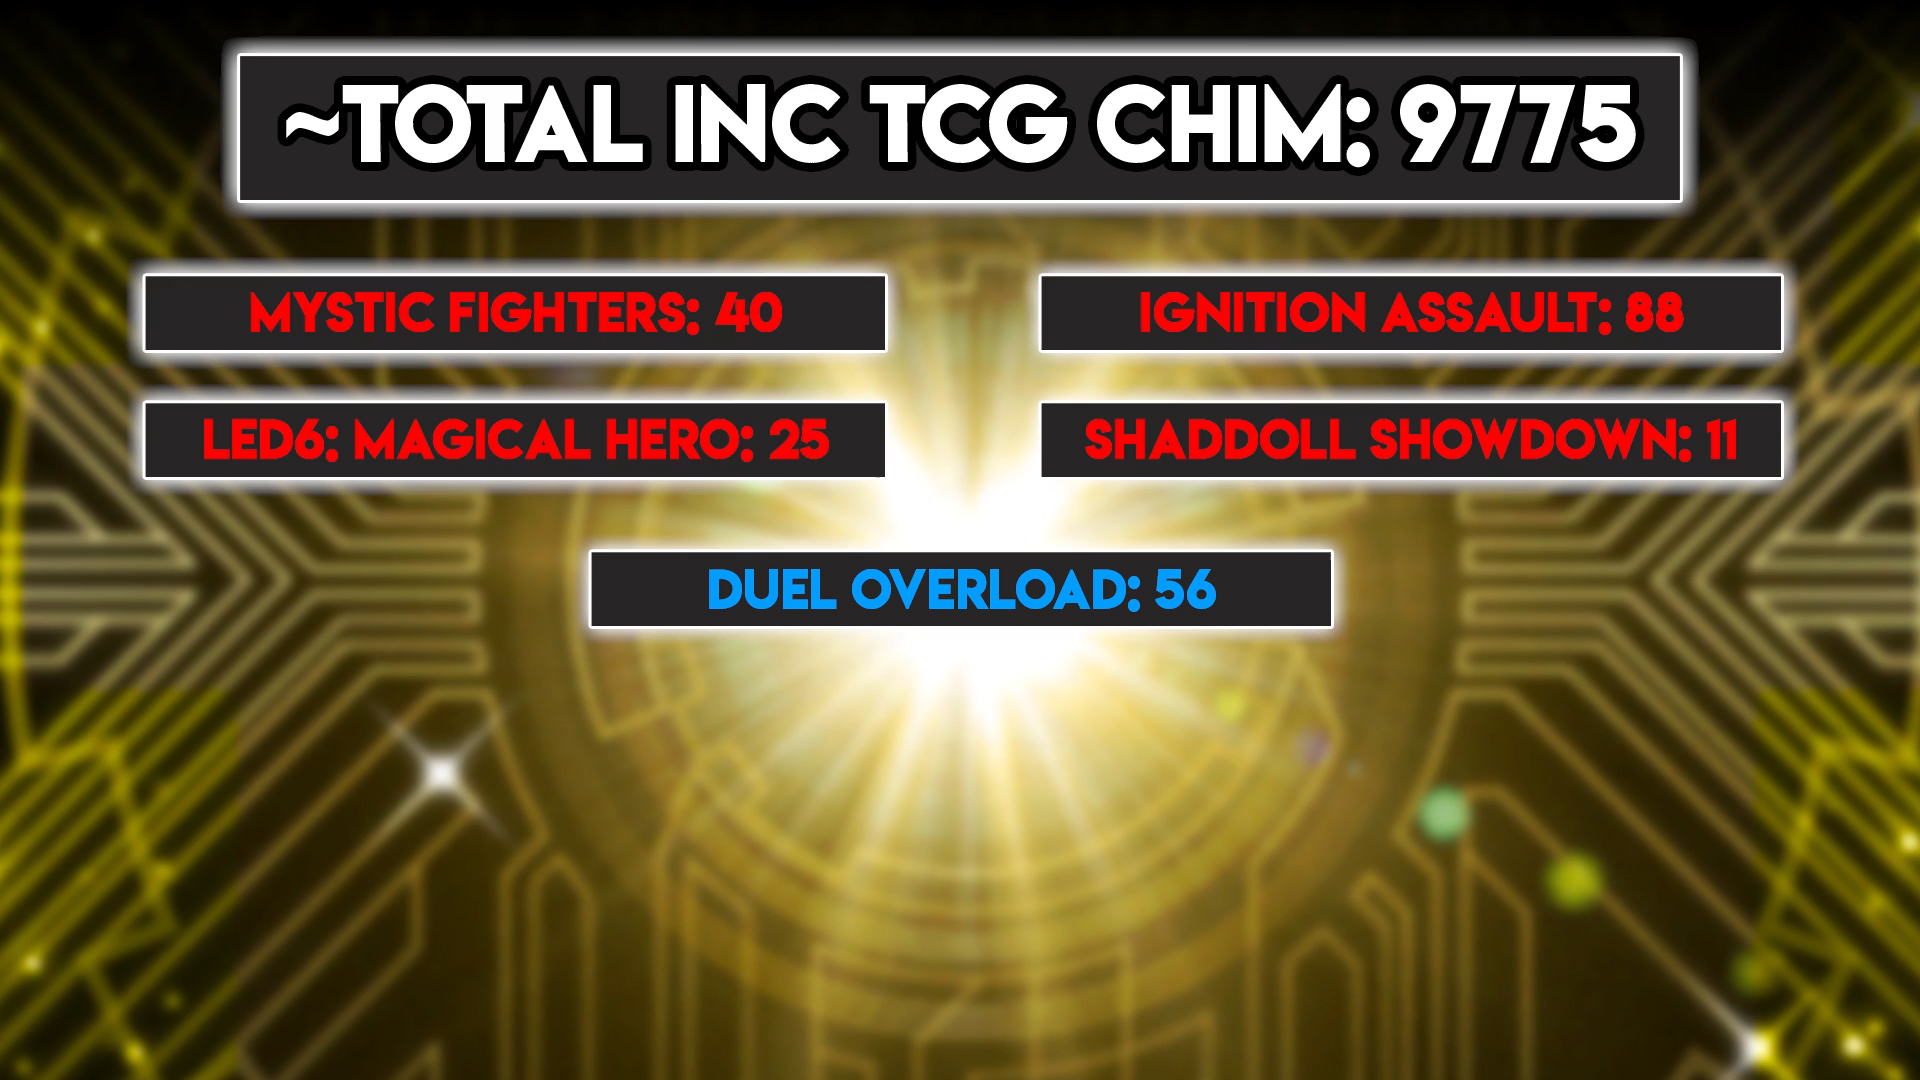 ~TOTAL INC TCG CHIM: 9775
MYSTIC FIGHTERS: 40
IGNITION ASSAULT: 88
LED6: MAGICAL HERO: 25
SHADDOLL SHOWDOWN: 11
DUEL OVERLOAD: 56